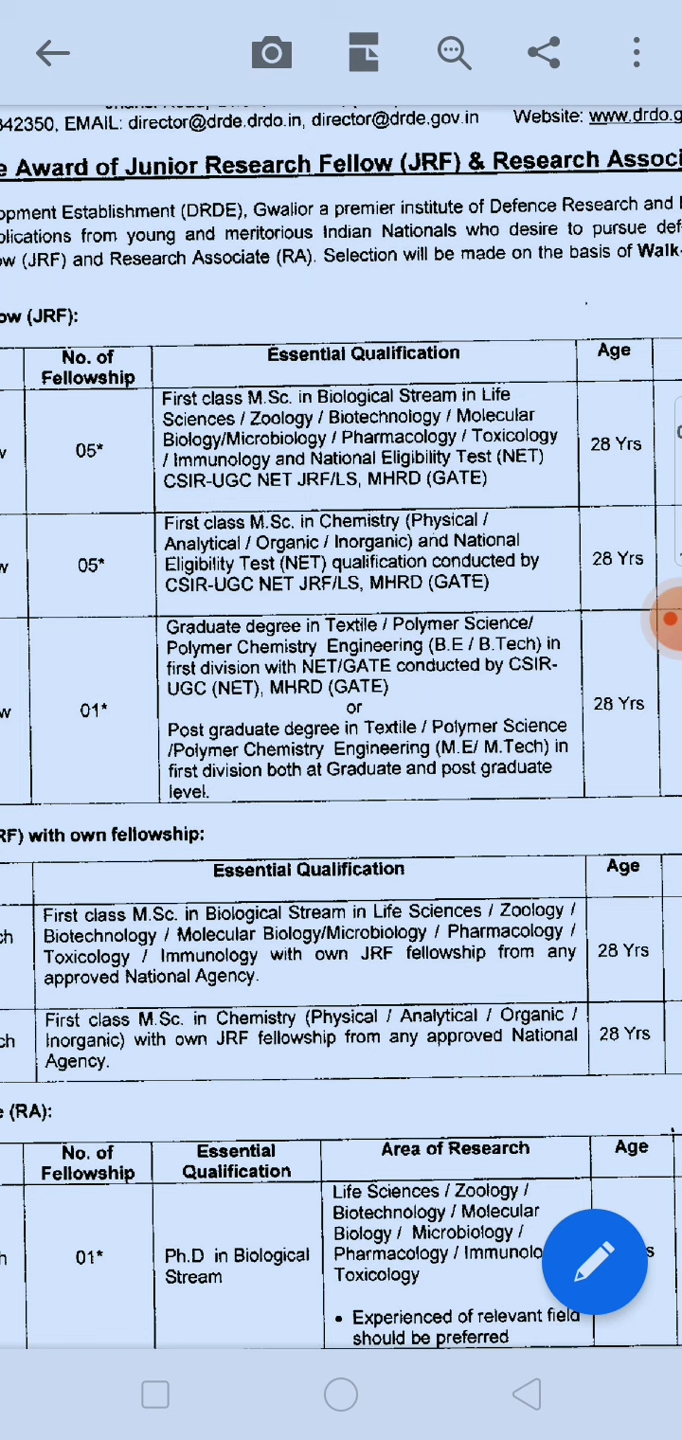 342350, EMAIL: director@drde.drdo.in, director@drde.gov.in Website: www.drdo.g
e Award of Junior Research Fellow (JRF) & Research Associ
opment Establishment (DRDE), Gwalior a premier institute of Defence Research and
plications from young and meritorious Indian Nationals who desire to pursue def
ow (JRF) and Research Associate (RA). Selection will be made on the basis of Walk-
ow (JRF):
No. of
Fellowship
Essential Qualification
Age
w
05*
First class M.Sc. in Biological Stream in Life
Sciences / Zoology / Biotechnology / Molecular
Biology/Microbiology / Pharmacology / Toxicology
/ Immunology and National Eligibility Test (NET)
CSIR-UGC NET JRF/LS, MHRD (GATE)
28 Yrs
w
05*
First class M.Sc. in Chemistry (Physical /
Analytical / Organic / Inorganic) and National
Eligibility Test (NET) qualification conducted by
CSIR-UGC NET JRF/LS, MHRD (GATE)
28 Yrs
w
01*
Graduate degree in Textile / Polymer Science/
Polymer Chemistry Engineering (B.E / B.Tech) in
first division with NET/GATE conducted by CSIR-
UGC (NET), MHRD (GATE)
or
Post graduate degree in Textile / Polymer Science
/Polymer Chemistry Engineering (M.E/ M.Tech) in
first division both at Graduate and post graduate
level.
28 Yrs
RF) with own fellowship:
Essential Qualification
Age
ch
First class M.Sc. in Biological Stream in Life Sciences / Zoology /
Biotechnology / Molecular Biology/Microbiology / Pharmacology /
Toxicology / Immunology with own JRF fellowship from any
approved National Agency.
28 Yrs
ch
First class M.Sc. in Chemistry (Physical / Analytical / Organic /
Inorganic) with own JRF fellowship from any approved National
Agency.
28 Yrs
e (RA):
No. of
Fellowship
Essential
Qualification
Area of Research
Age
h
01*
Ph.D in Biological
Stream
Life Sciences / Zoology /
Biotechnology / Molecular
Biology / Microbiology /
Pharmacology / Immunolo
Toxicology
• Experienced of relevant field
should be preferred
s